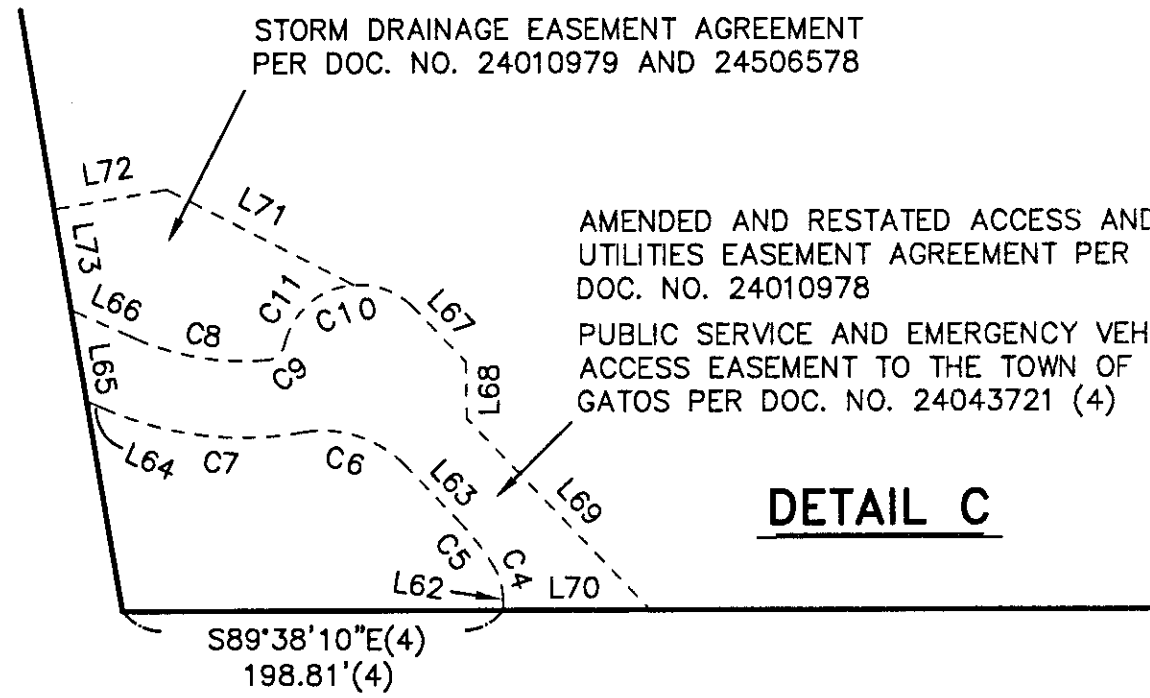 STORM DRAINAGE EASEMENT AGREEMENT
PER DOC. NO. 24010979 AND 24506578
L72
L71
L73
AMENDED AND RESTATED ACCESS AND
UTILITIES EASEMENT AGREEMENT PER
DOC. NO. 24010978
PUBLIC SERVICE AND EMERGENCY VEH
ACCESS EASEMENT TO THE TOWN OF
GATOS PER DOC. NO. 24043721 (4)
L66
C8
C9
C11
C10
L67
L68
L65
L64
C7
C6
L63
L69
C5
C4
L62
L70
DETAIL C
S89°38'10"E(4)
198.81'(4)